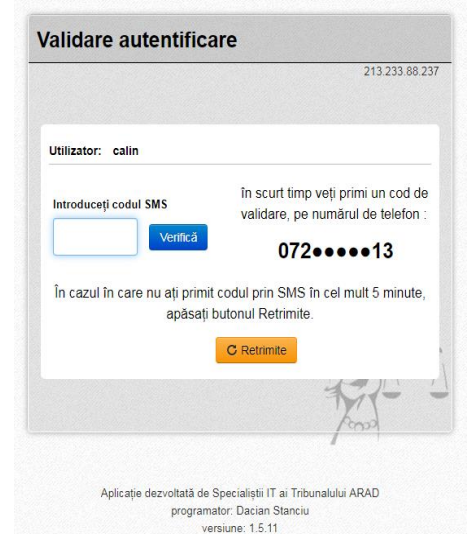 Validare autentificare
213.233.88.237
Utilizator: calin
Introduceți codul SMS
Verifică
în scurt timp veți primi un cod de
validare, pe numărul de telefon :
072●●●●●13
În cazul în care nu ați primit codul prin SMS în cel mult 5 minute,
apăsați butonul Retrimite.
Retrimite
Aplicație dezvoltată de Specialiștii IT ai Tribunalului ARAD
programator: Dacian Stanciu
versiune: 1.5.11